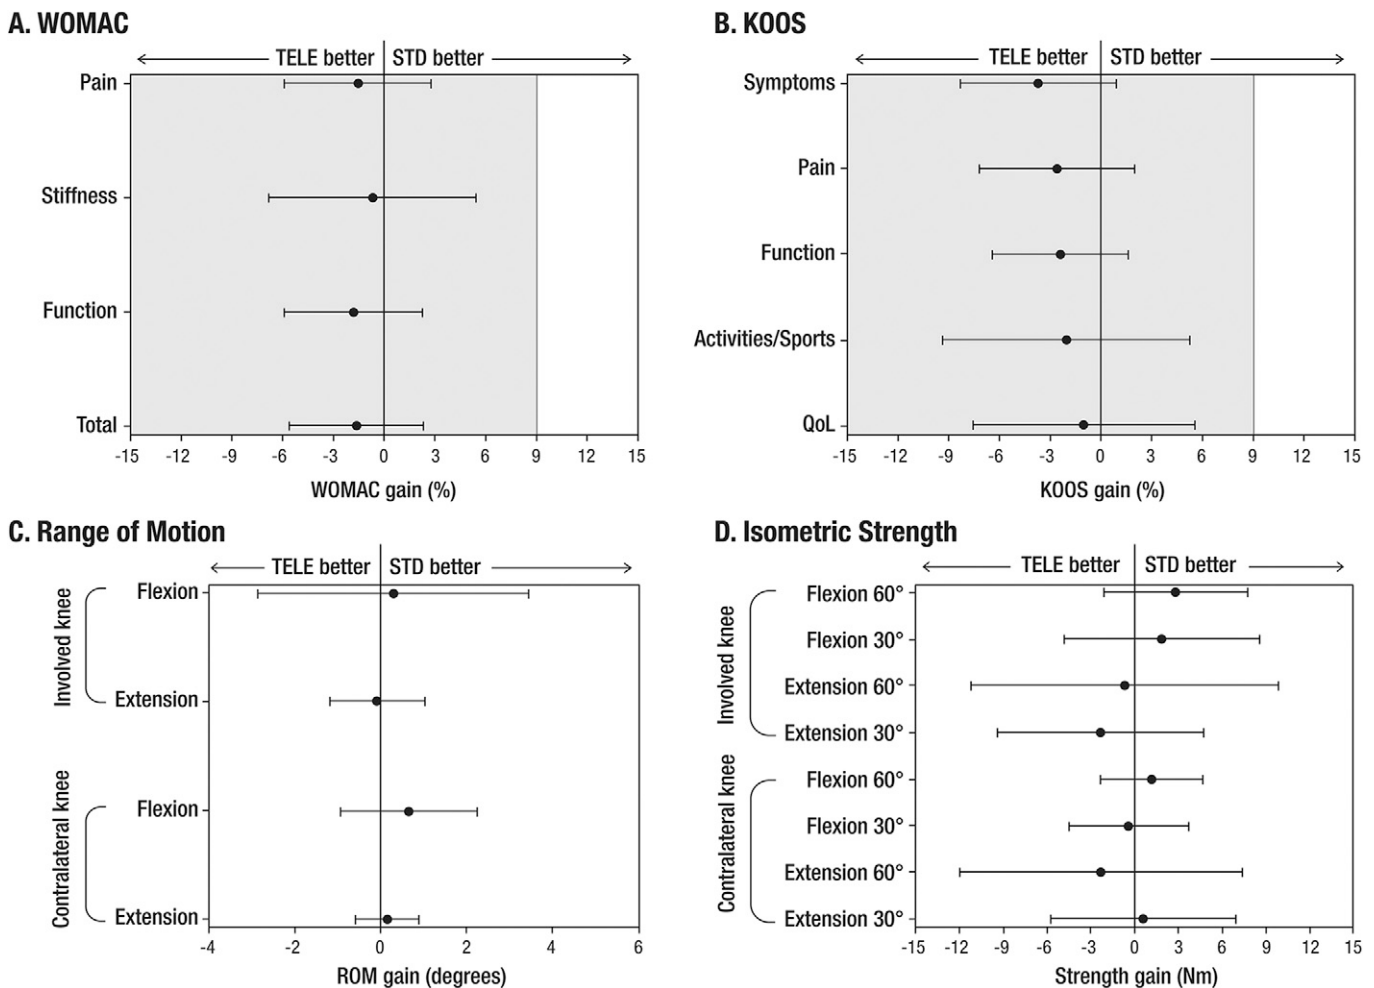 A. WOMAC
TELE better STD better
Pain
Stiffness
Function
Total
-15 -12 -9 -6 -3 0 3 6 9 12 15
WOMAC gain (%)
B. KOOS
TELE better STD better
Symptoms
Pain
Function
Activities/Sports
QoL
-15 -12 -9 -6 -3 0 3 6 9 12 15
KOOS gain (%)
C. Range of Motion
TELE better STD better
Involved knee
Flexion
Extension
Contralateral knee
Flexion
Extension
-4 -2 0 2 4 6
ROM gain (degrees)
D. Isometric Strength
TELE better STD better
Involved knee
Flexion 60°
Flexion 30°
Extension 60°
Extension 30°
Contralateral knee
Flexion 60°
Flexion 30°
Extension 60°
Extension 30°
-15 -12 -9 -6 -3 0 3 6 9 12 15
Strength gain (Nm)